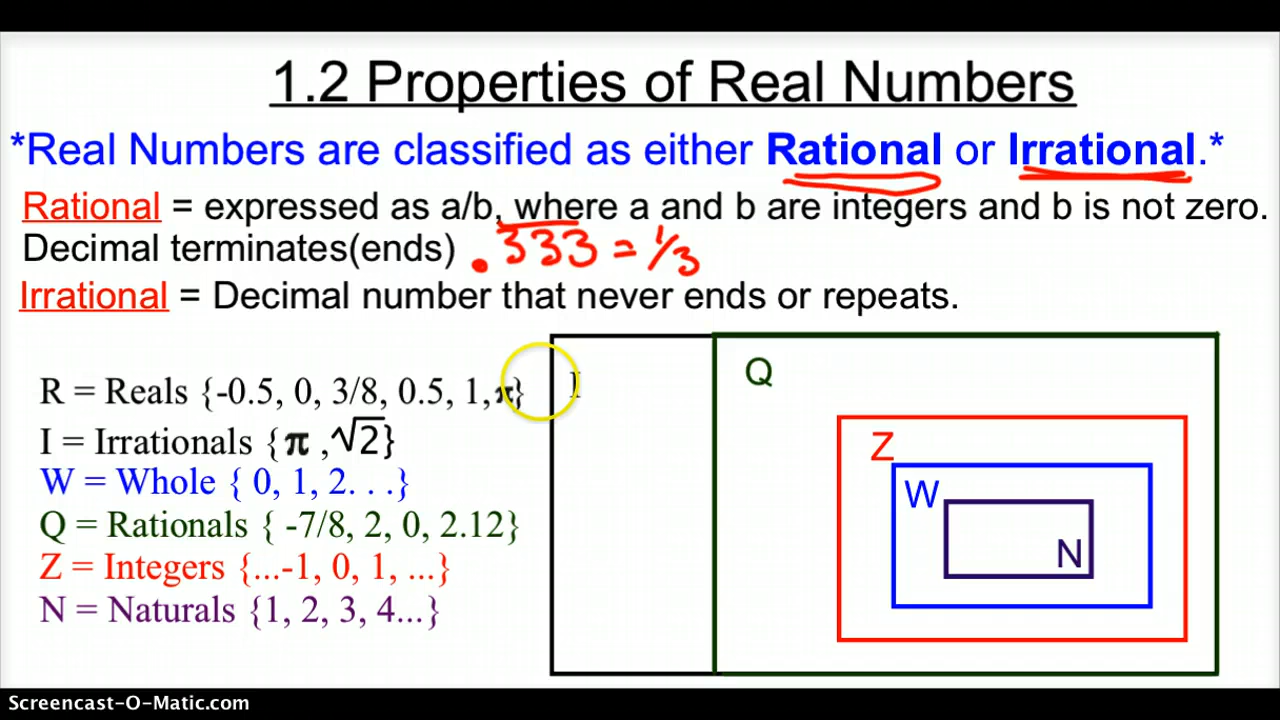 1.2 Properties of Real Numbers
*Real Numbers are classified as either Rational or Irrational.*
Rational = expressed as a/b, where a and b are integers and b is not zero.
Decimal terminates(ends) .333 = 1/3
Irrational = Decimal number that never ends or repeats.
R = Reals {-0.5, 0, 3/8, 0.5, 1,π}
I = Irrationals {π ,√2}
W = Whole { 0, 1, 2. . .}
Q = Rationals { -7/8, 2, 0, 2.12}
Z = Integers {...-1, 0, 1, ...}
N = Naturals {1, 2, 3, 4...}
I
Q
Z
W
N
Screencast-O-Matic.com